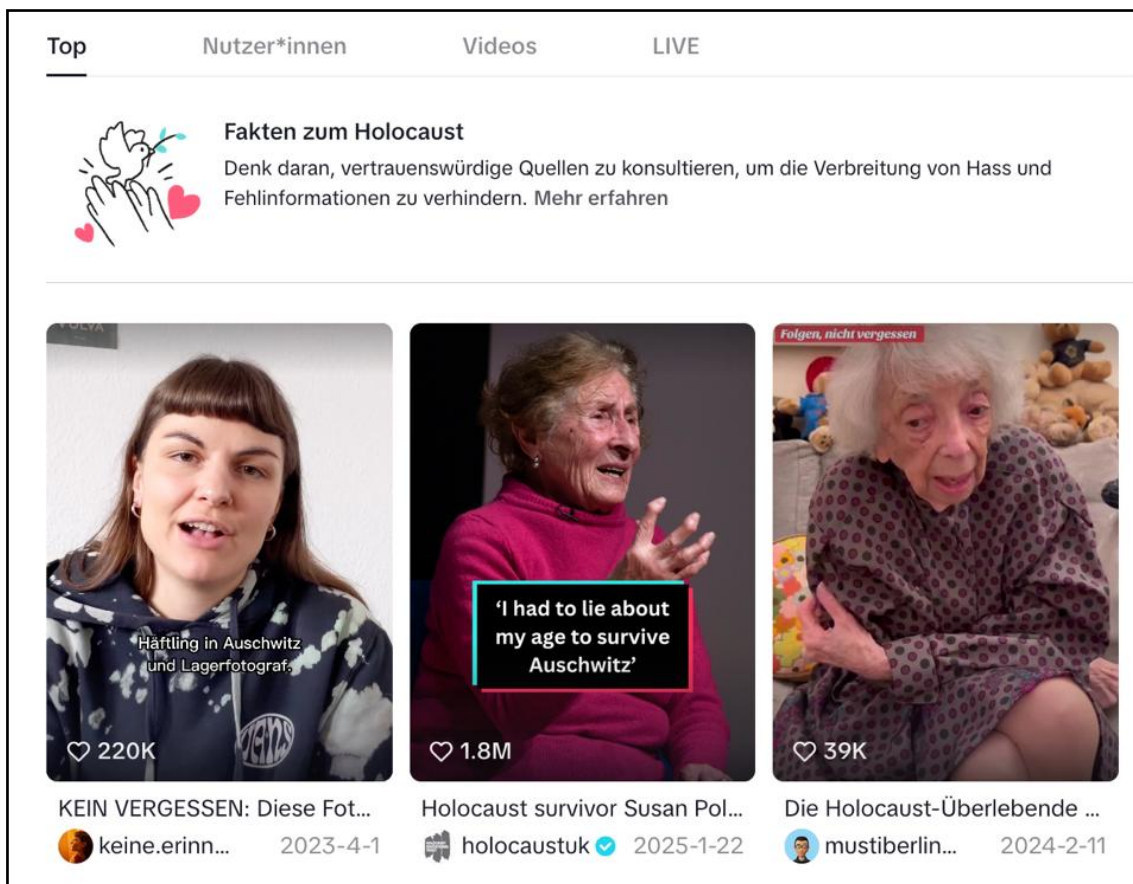 Top Nutzer*innen Videos LIVE
Fakten zum Holocaust
Denk daran, vertrauenswürdige Quellen zu konsultieren, um die Verbreitung von Hass und
Fehlinformationen zu verhindern. Mehr erfahren
Folgen, nicht vergessen
Häftling in Auschwitz
und Lagerfotograf.
VANS
220K
‘I had to lie about
my age to survive
Auschwitz’
1.8M
39K
KEIN VERGESSEN: Diese Fot...
keine.erinn... 2023-4-1
Holocaust survivor Susan Pol...
holocaustuk 2025-1-22
Die Holocaust-Überlebende ...
mustiberlin... 2024-2-11